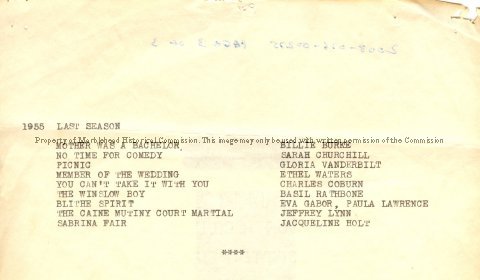 1955 LAST SEASON
Property of Marblehead Historical Commission. This image may only be used with written permission of the Commission
MOTHER WAS A BACHELOR BILLIE BURKE
NO TIME FOR COMEDY SARAH CHURCHILL
PICNIC GLORIA VANDERBILT
MEMBER OF THE WEDDING ETHEL WATERS
YOU CAN'T TAKE IT WITH YOU CHARLES COBURN
THE WINSLOW BOY BASIL RATHBONE
BLITHE SPIRIT EVA GABOR, PAULA LAWRENCE
THE CAINE MUTINY COURT MARTIAL JEFFREY LYNN
SABRINA FAIR JACQUELINE HOLT
****